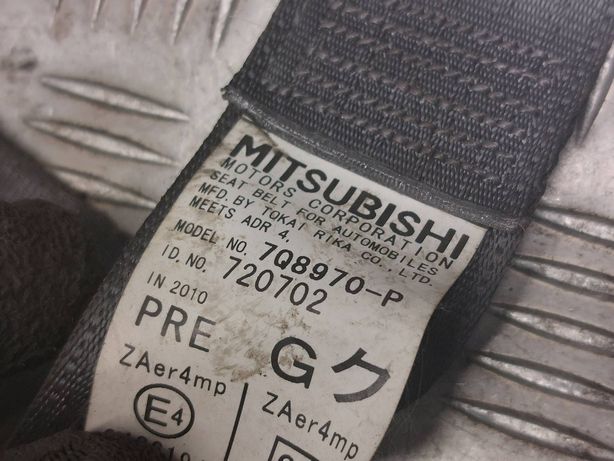 MITSUBISHI
MOTORS CORPORATION
SEAT BELT FOR AUTOMOBILES
MFD. BY TOKAI RIKA CO., LTD.
MEETS ADR 4,
MODEL NO. 7Q8970-P
ID. NO. 720702
IN 2010
PRE Gク
ZAer4mp ZAer4mp
E4